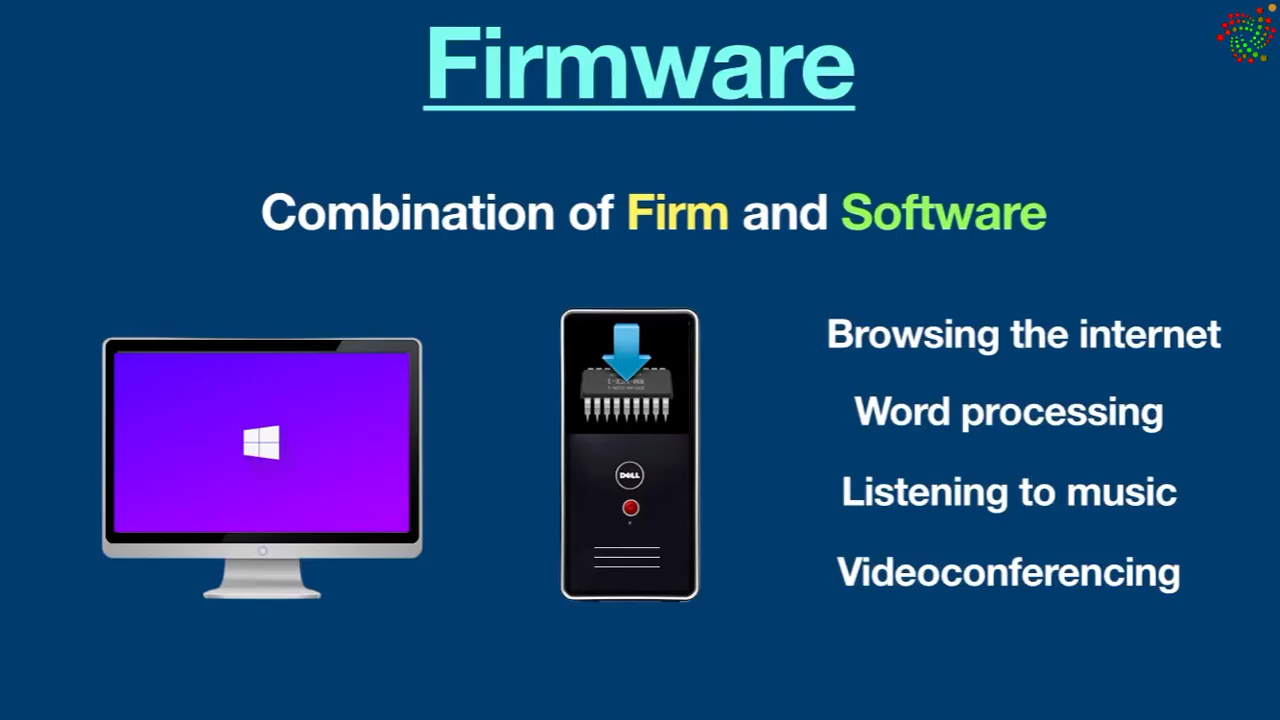 Firmware
Combination of Firm and Software
Browsing the internet
Word processing
Listening to music
Videoconferencing
DELL